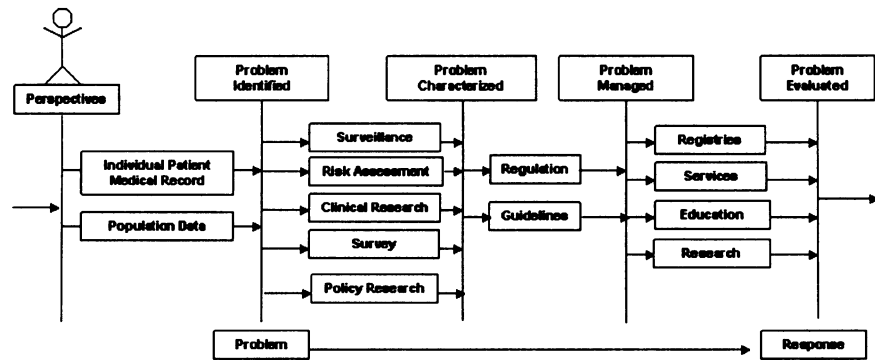 Perspectives
Problem
Identified
Problem
Characterized
Problem
Managed
Problem
Evaluated
Individual Patient
Medical Record
Population Data
Surveillance
Risk Assessment
Clinical Research
Survey
Policy Research
Regulation
Guidelines
Registries
Services
Education
Research
Problem
Response